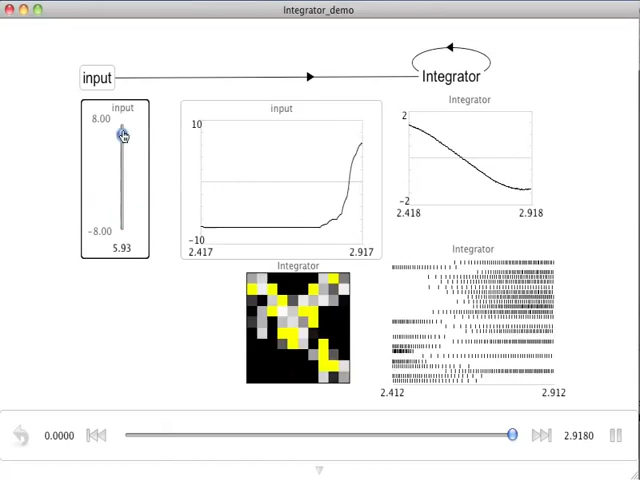 Integrator_demo
input
Integrator
input
8.00
-8.00
5.93
input
10
-10
2.417
2.917
Integrator
2
-2
2.418
2.918
Integrator
Integrator
2.412
2.912
0.0000
2.9180